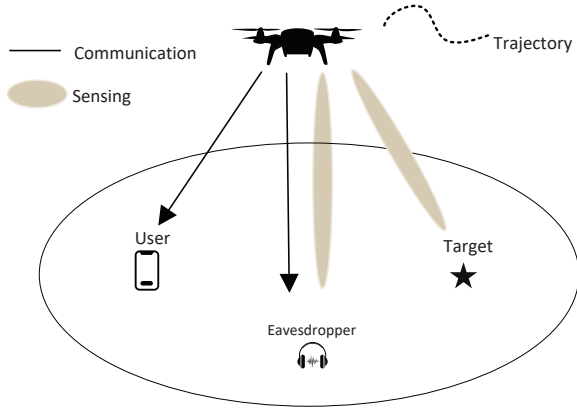 Communication
Trajectory
Sensing
User
Target
Eavesdropper